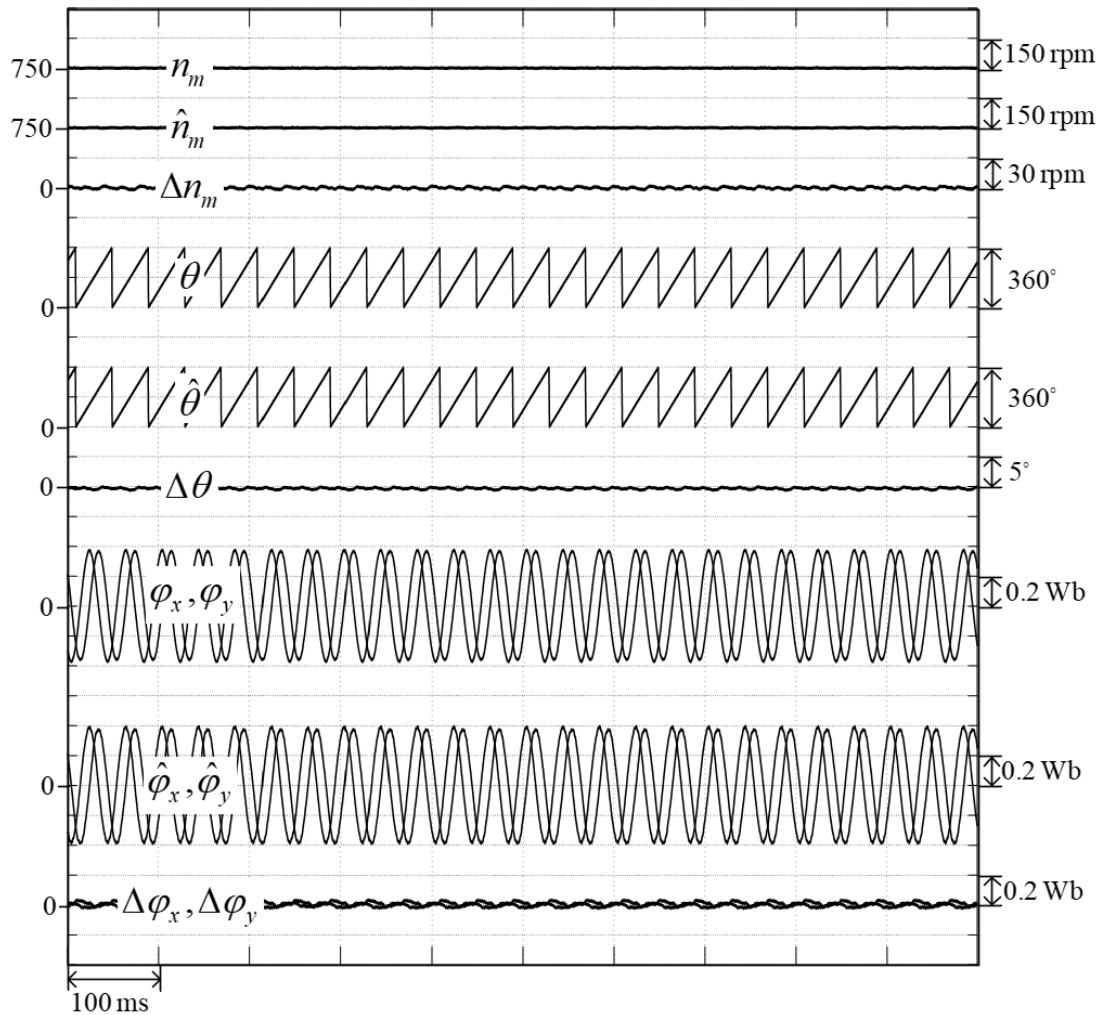 750 n_m 150 rpm
750 n̂_m 150 rpm
0 Δn_m 30 rpm
0 θ 360°
0 θ̂ 360°
0 Δθ 5°
0 φ_x, φ_y 0.2 Wb
0 φ̂_x, φ̂_y 0.2 Wb
0 Δφ_x, Δφ_y 0.2 Wb
100 ms